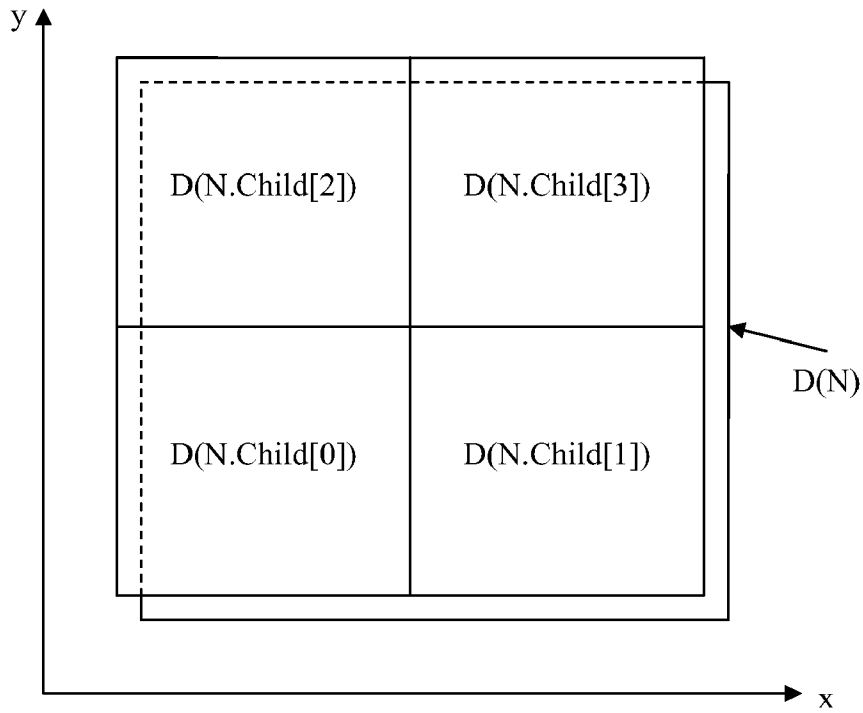 y
D(N.Child[2]) D(N.Child[3])
D(N)
D(N.Child[0]) D(N.Child[1])
x